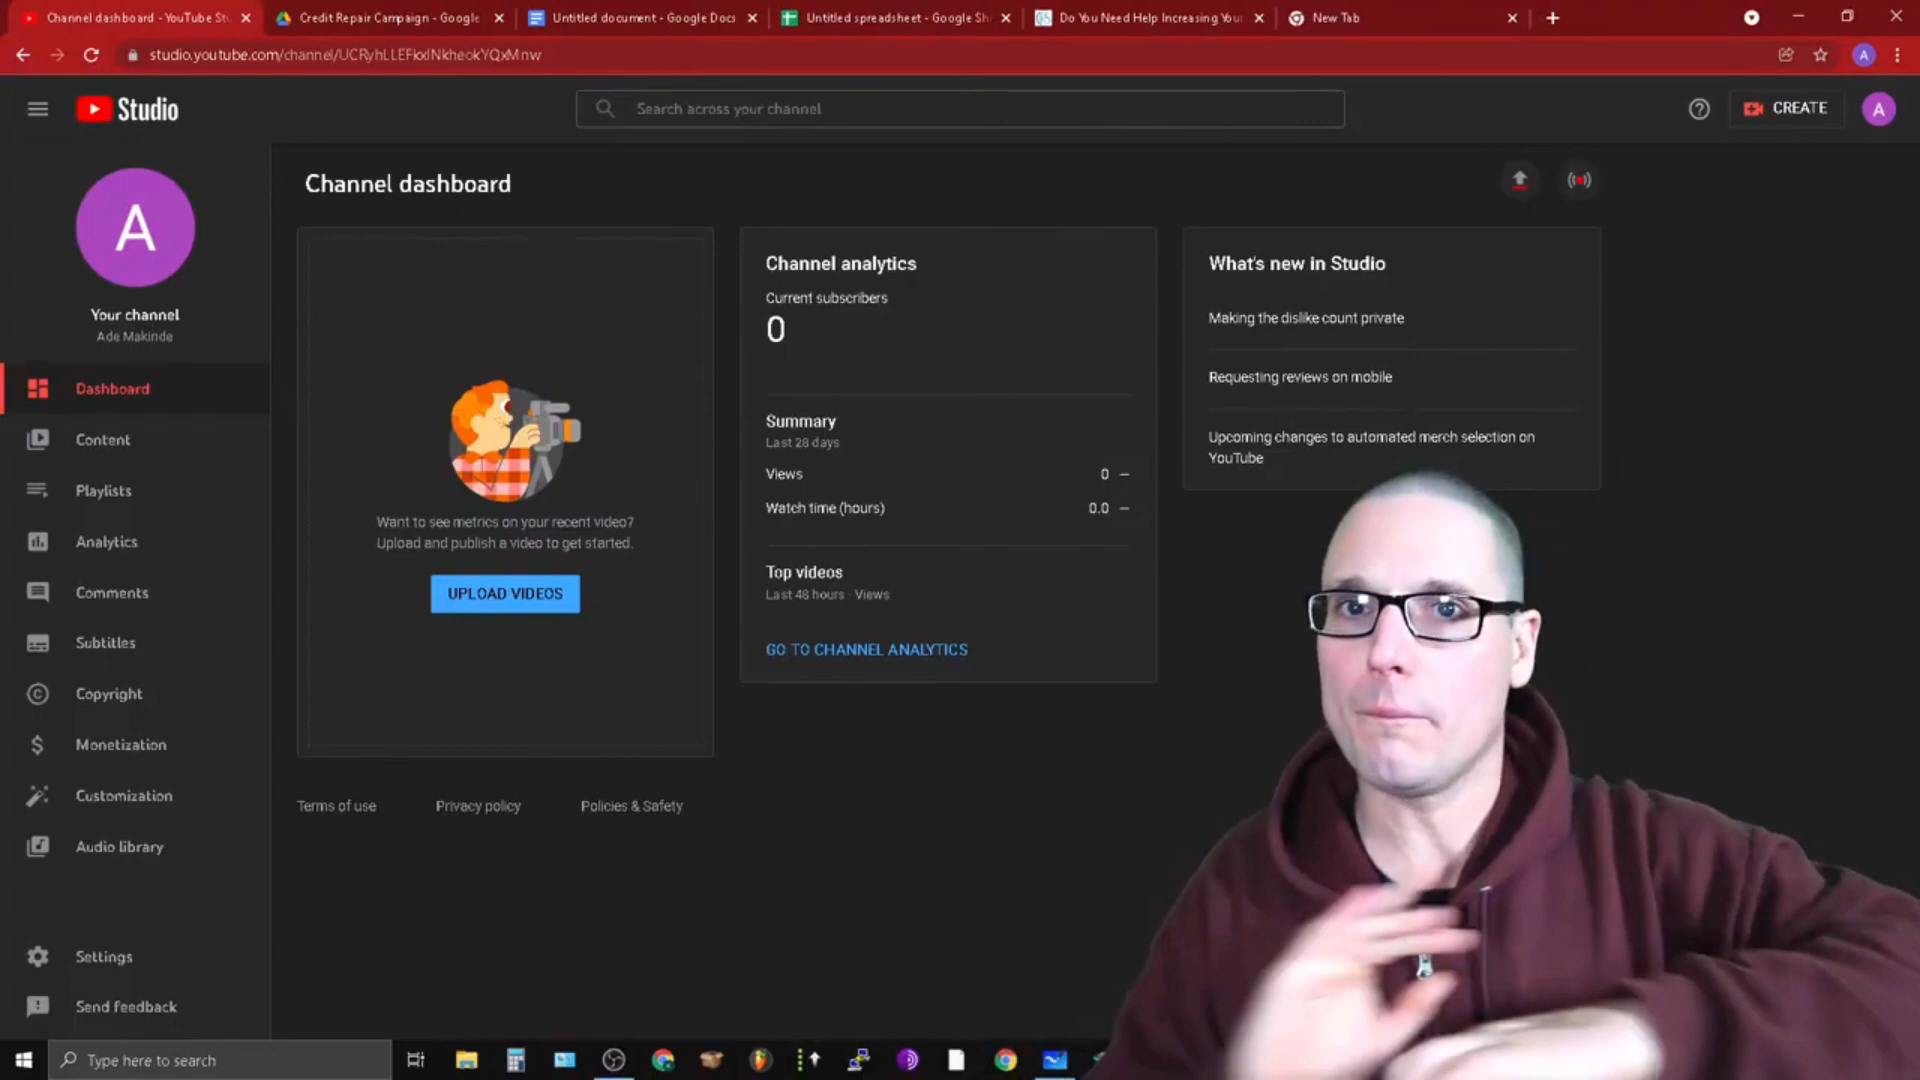 Channel dashboard - YouTube Stu
Credit Repair Campaign - Google
Untitled document - Google Docs
Untitled spreadsheet - Google Sh
Do You Need Help Increasing Your
New Tab
studio.youtube.com/channel/UCRyhLLEFkxINkheokYQxMnw
Studio
Search across your channel
CREATE
A
A
A
Your channel
Ade Makinde
Dashboard
Content
Playlists
Analytics
Comments
Subtitles
Copyright
Monetization
Customization
Audio library
Settings
Send feedback
Channel dashboard
Want to see metrics on your recent video?
Upload and publish a video to get started.
UPLOAD VIDEOS
Channel analytics
Current subscribers
0
Summary
Last 28 days
Views 0 —
Watch time (hours) 0.0 —
Top videos
Last 48 hours · Views
GO TO CHANNEL ANALYTICS
What's new in Studio
Making the dislike count private
Requesting reviews on mobile
Upcoming changes to automated merch selection on
YouTube
Terms of use
Privacy policy
Policies & Safety
Type here to search